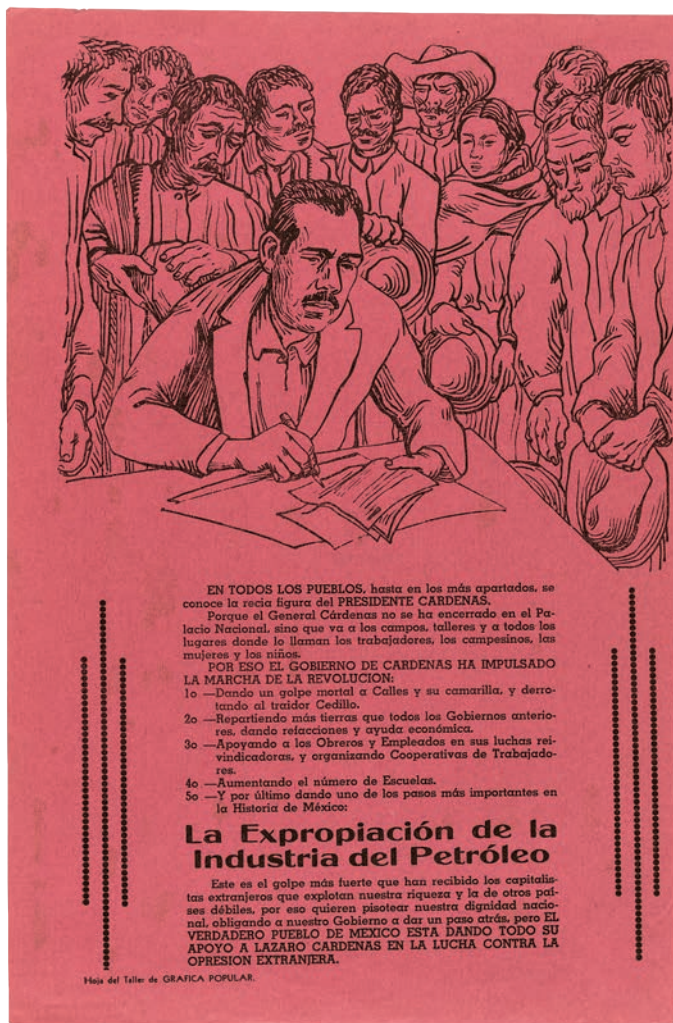 EN TODOS LOS PUEBLOS, hasta en los más apartados, se
conoce la recia figura del PRESIDENTE CARDENAS.
Porque el General Cárdenas no se ha encerrado en el Pa-
lacio Nacional, sino que va a los campos, talleres y a todos los
lugares donde lo llaman los trabajadores, los campesinos, las
mujeres y los niños.
POR ESO EL GOBIERNO DE CARDENAS HA IMPULSADO
LA MARCHA DE LA REVOLUCION:
1o —Dando un golpe mortal a Calles y su camarilla, y derro-
tando al traidor Cedillo.
2o —Repartiendo más tierras que todos los Gobiernos anterio-
res, dando refacciones y ayuda económica.
3o —Apoyando a los Obreros y Empleados en sus luchas rei-
vindicadoras, y organizando Cooperativas de Trabajado-
res.
4o —Aumentando el número de Escuelas.
5o —Y por último dando uno de los pasos más importantes en
la Historia de México:
La Expropiación de la
Industria del Petróleo
Este es el golpe más fuerte que han recibido los capitalis-
tas extranjeros que explotan nuestra riqueza y la de otros paí-
ses débiles, por eso quieren pisotear nuestra dignidad nacio-
nal, obligando a nuestro Gobierno a dar un paso atrás, pero EL
VERDADERO PUEBLO DE MEXICO ESTA DANDO TODO SU
APOYO A LAZARO CARDENAS EN LA LUCHA CONTRA LA
OPRESION EXTRANJERA.
Hoja del Taller de GRAFICA POPULAR.